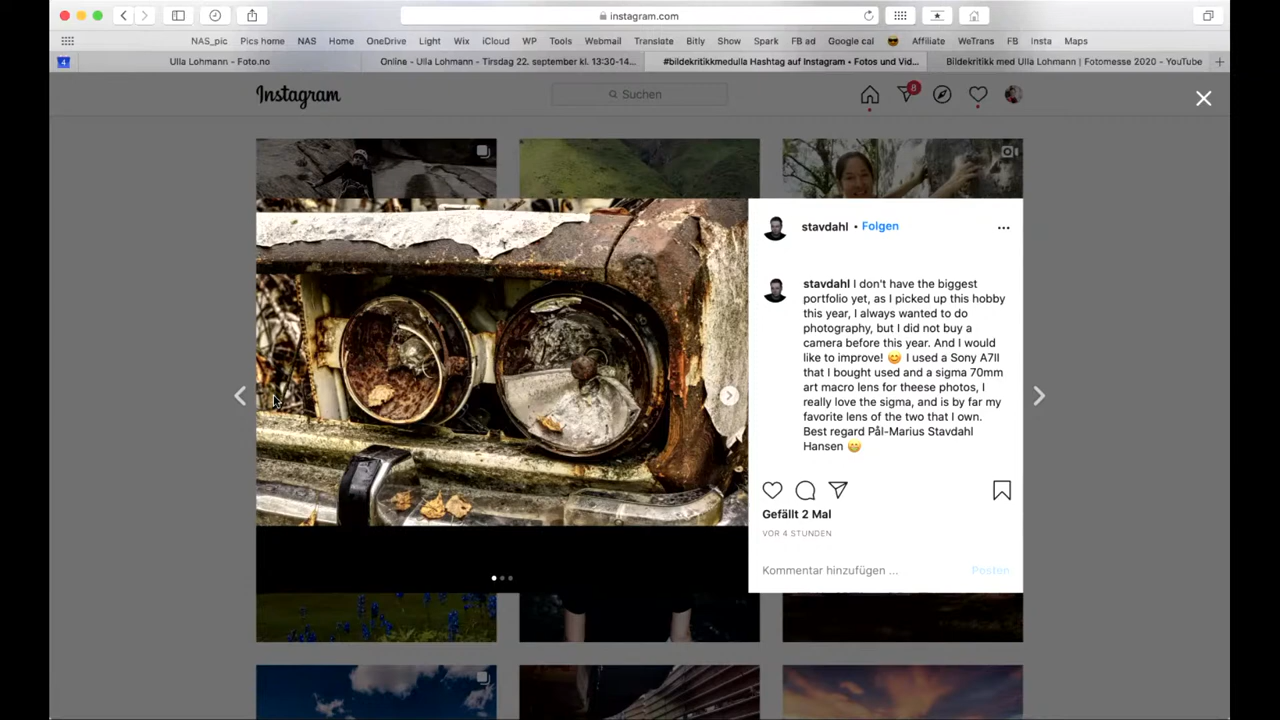 instagram.com
NAS_pic Pics home NAS Home OneDrive Light Wix iCloud WP Tools Webmail Translate Bitly Show Spark FB ad Google cal 😎 Affiliate WeTrans FB Insta Maps
4 Ulla Lohmann - Foto.no Online - Ulla Lohmann - Tirsdag 22. september kl. 13:30-14... #bildekritikkmedulla Hashtag auf Instagram • Fotos und Vid... Bildekritikk med Ulla Lohmann | Fotomesse 2020 - YouTube
Instagram Suchen 8
stavdahl • Folgen
stavdahl I don't have the biggest
portfolio yet, as I picked up this hobby
this year, I always wanted to do
photography, but I did not buy a
camera before this year. And I would
like to improve! 😄 I used a Sony A7II
that I bought used and a sigma 70mm
art macro lens for theese photos, I
really love the sigma, and is by far my
favorite lens of the two that I own.
Best regard Pål-Marius Stavdahl
Hansen 😁
Gefällt 2 Mal
VOR 4 STUNDEN
Kommentar hinzufügen ... Posten